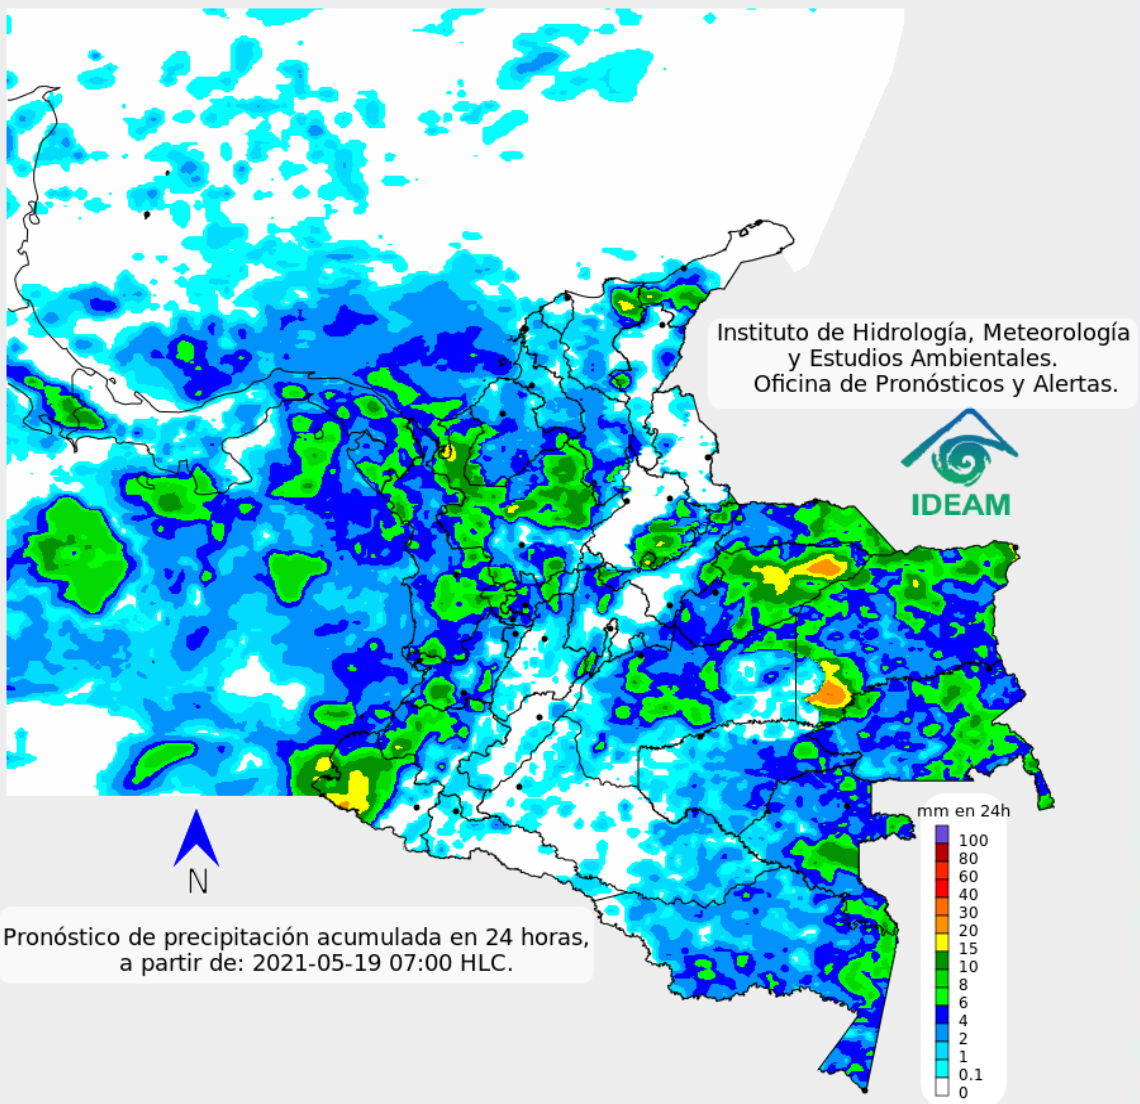 Instituto de Hidrología, Meteorología
y Estudios Ambientales.
Oficina de Pronósticos y Alertas.
IDEAM
mm en 24h
100
80
60
40
30
20
15
10
8
6
4
2
1
0.1
0
N
Pronóstico de precipitación acumulada en 24 horas,
a partir de: 2021-05-19 07:00 HLC.